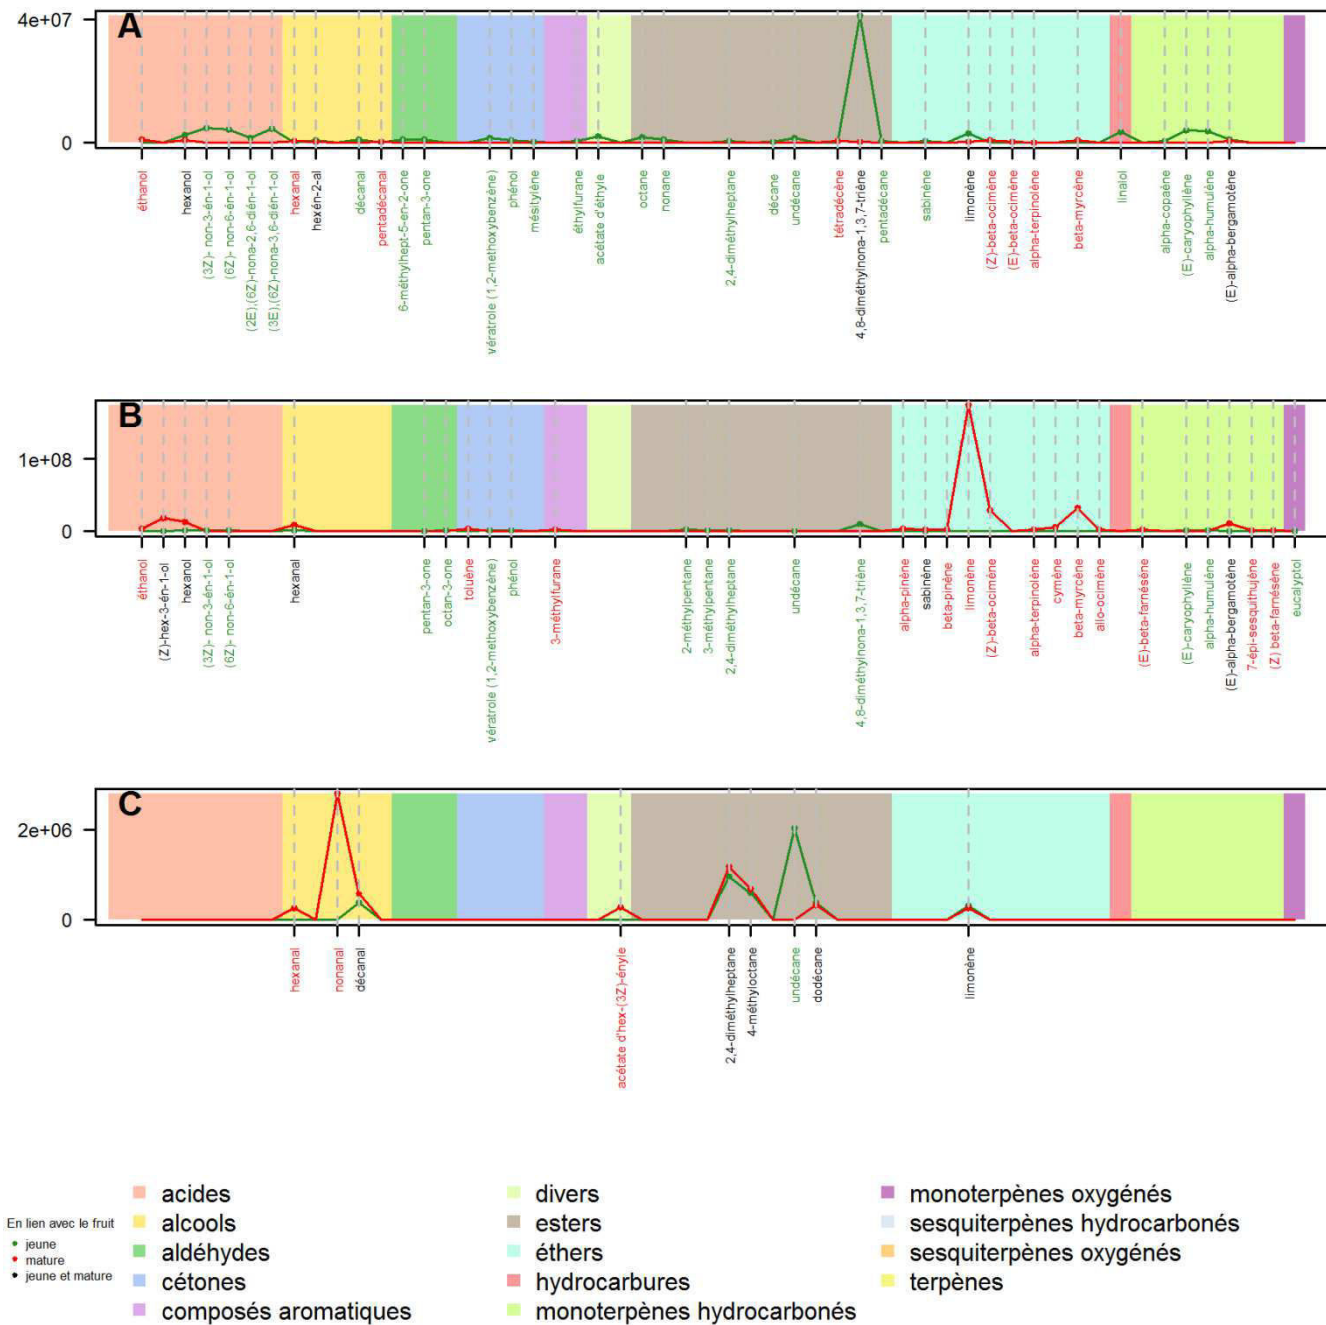 A
4e+07
0
éthanol
hexanol
(3Z)- non-3-én-1-ol
(6Z)- non-6-èn-1-ol
(2E),(6Z)-nona-2,6-dién-1-ol
(3E),(6Z)-nona-3,6-dièn-1-ol
hexanal
hexén-2-al
décanal
pentadécanal
6-méthylhept-5-en-2-one
pentan-3-one
vératrole (1,2-methoxybenzène)
phénol
mésitylène
éthylfurane
acétate d'éthyle
octane
nonane
2,4-diméthylheptane
décane
undécane
tétradécène
4,8-diméthylnona-1,3,7-triène
pentadécane
sabinène
limonène
(Z)-beta-ocimène
(E)-beta-ocimène
alpha-terpinolène
beta-myrcène
linalol
alpha-copaène
(E)-caryophyllène
alpha-humulène
(E)-alpha-bergamotène
B
1e+08
0
éthanol
(Z)-hex-3-én-1-ol
hexanol
(3Z)- non-3-én-1-ol
(6Z)- non-6-én-1-ol
hexanal
pentan-3-one
octan-3-one
toluène
vératrole (1,2-methoxybenzène)
phénol
3-méthylfurane
2-méthylpentane
3-méthylpentane
2,4-diméthylheptane
undécane
4,8-diméthylnona-1,3,7-triène
alpha-pinène
sabinène
beta-pinène
limonène
(Z)-beta-ocimène
alpha-terpinolène
cymène
beta-myrcène
allo-ocimène
(E)-beta-farnésène
(E)-caryophyllène
alpha-humulène
(E)-alpha-bergamotène
7-épi-sesquithujène
(Z) beta-farnésène
eucalyptol
C
2e+06
0
hexanal
nonanal
décanal
acétate d'hex-(3Z)-ényle
2,4-diméthylheptane
4-méthyloctane
undécane
dodécane
limonène
En lien avec le fruit
jeune
mature
jeune et mature
acides
alcools
aldéhydes
cétones
composés aromatiques
divers
esters
éthers
hydrocarbures
monoterpènes hydrocarbonés
monoterpènes oxygénés
sesquiterpènes hydrocarbonés
sesquiterpènes oxygénés
terpènes